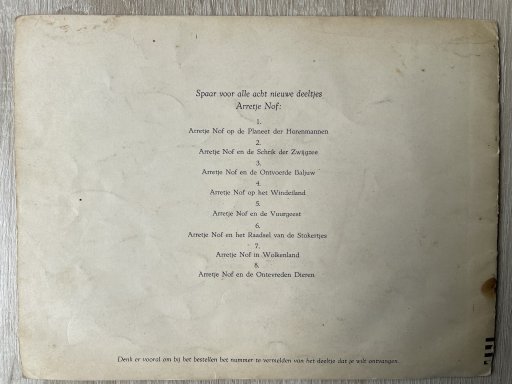 Spaar voor alle acht nieuwe deeltjes
Arretje Nof:
1.
Arretje Nof op de Planeet der Horenmannen
2.
Arretje Nof en de Schrik der Zwijgzee
3.
Arretje Nof en de Ontvoerde Baljuw
4.
Arretje Nof op het Windeiland
5.
Arretje Nof en de Vuurgeest
6.
Arretje Nof en het Raadsel van de Stokertjes
7.
Arretje Nof in Wolkenland
8.
Arretje Nof en de Ontevreden Dieren
Denk er vooral om bij het bestellen het nummer te vermelden van het deeltje dat je wilt ontvangen.